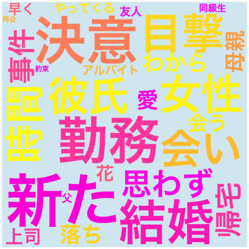 早く
友人
同級生
再会
やってくる
約束
アルバイト
わから
母親
事件
決意
目撃
時間
彼氏
愛
女性
会う
勤務
会い
花
思わず
新た
父
結婚
帰宅
上司
落ち